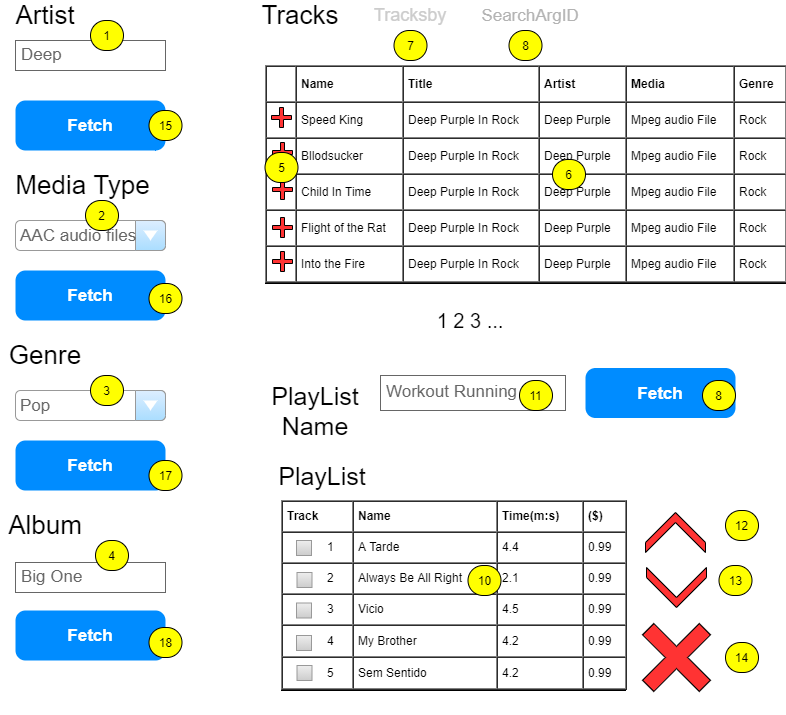 Artist
1
Deep
Fetch
15
Media Type
2
AAC audio files
Fetch
16
Genre
3
Pop
Fetch
17
Album
4
Big One
Fetch
18
Tracks Tracksby SearchArgID
7 8
Name Title Artist Media Genre
Speed King Deep Purple In Rock Deep Purple Mpeg audio File Rock
Bllodsucker Deep Purple In Rock Deep Purple Mpeg audio File Rock
5 6
Child In Time Deep Purple In Rock Deep Purple Mpeg audio File Rock
Flight of the Rat Deep Purple In Rock Deep Purple Mpeg audio File Rock
Into the Fire Deep Purple In Rock Deep Purple Mpeg audio File Rock
1 2 3 ...
PlayList
Name
Workout Running 11
Fetch 8
PlayList
Track Name Time(m:s) ($)
1 A Tarde 4.4 0.99
2 Always Be All Right 10 2.1 0.99
3 Vicio 4.5 0.99
4 My Brother 4.2 0.99
5 Sem Sentido 4.2 0.99
12
13
14